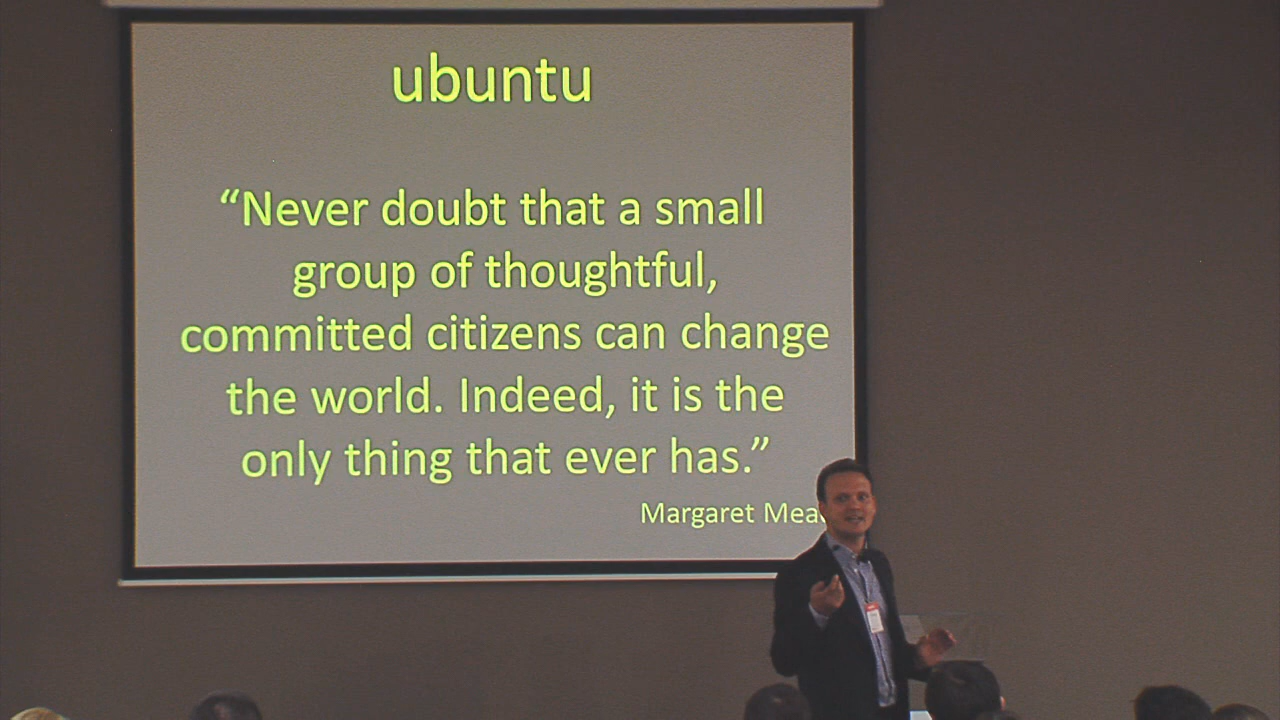 ubuntu
“Never doubt that a small
group of thoughtful,
committed citizens can change
the world. Indeed, it is the
only thing that ever has.”
Margaret